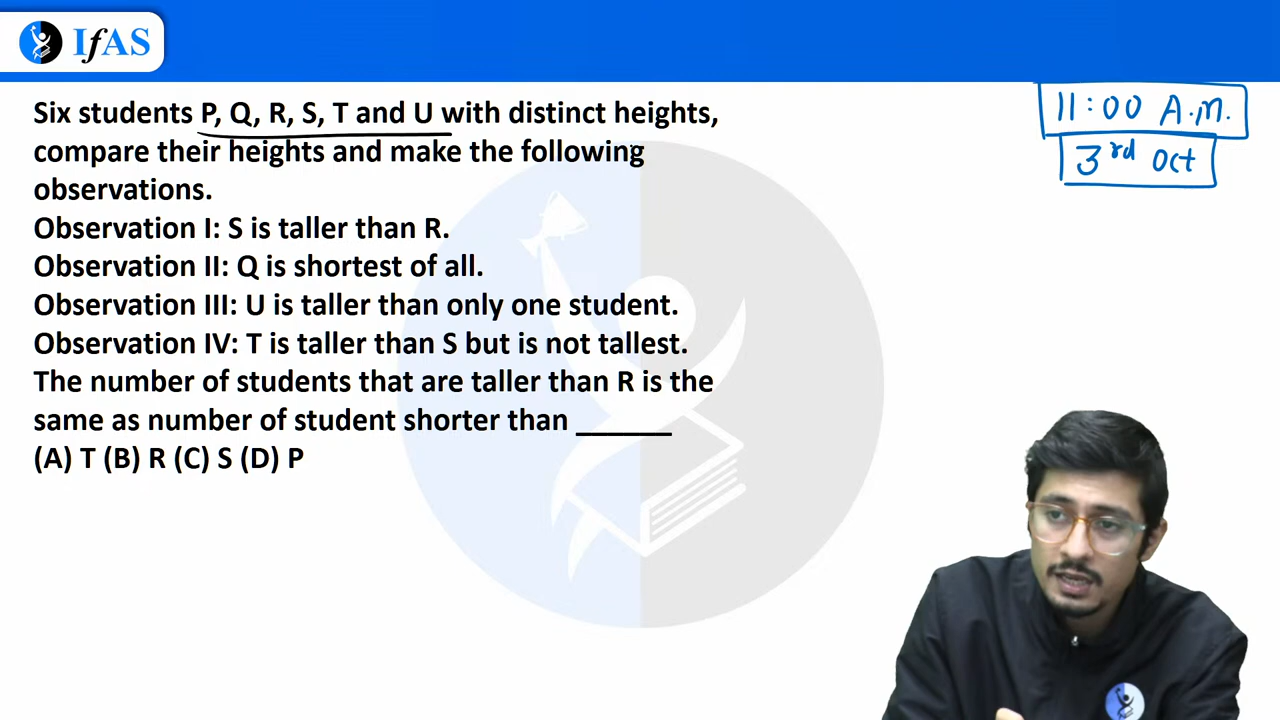 IfAS
11:00 A.M.
3rd Oct
Six students P, Q, R, S, T and U with distinct heights,
compare their heights and make the following
observations.
Observation I: S is taller than R.
Observation II: Q is shortest of all.
Observation III: U is taller than only one student.
Observation IV: T is taller than S but is not tallest.
The number of students that are taller than R is the
same as number of student shorter than ______
(A) T (B) R (C) S (D) P